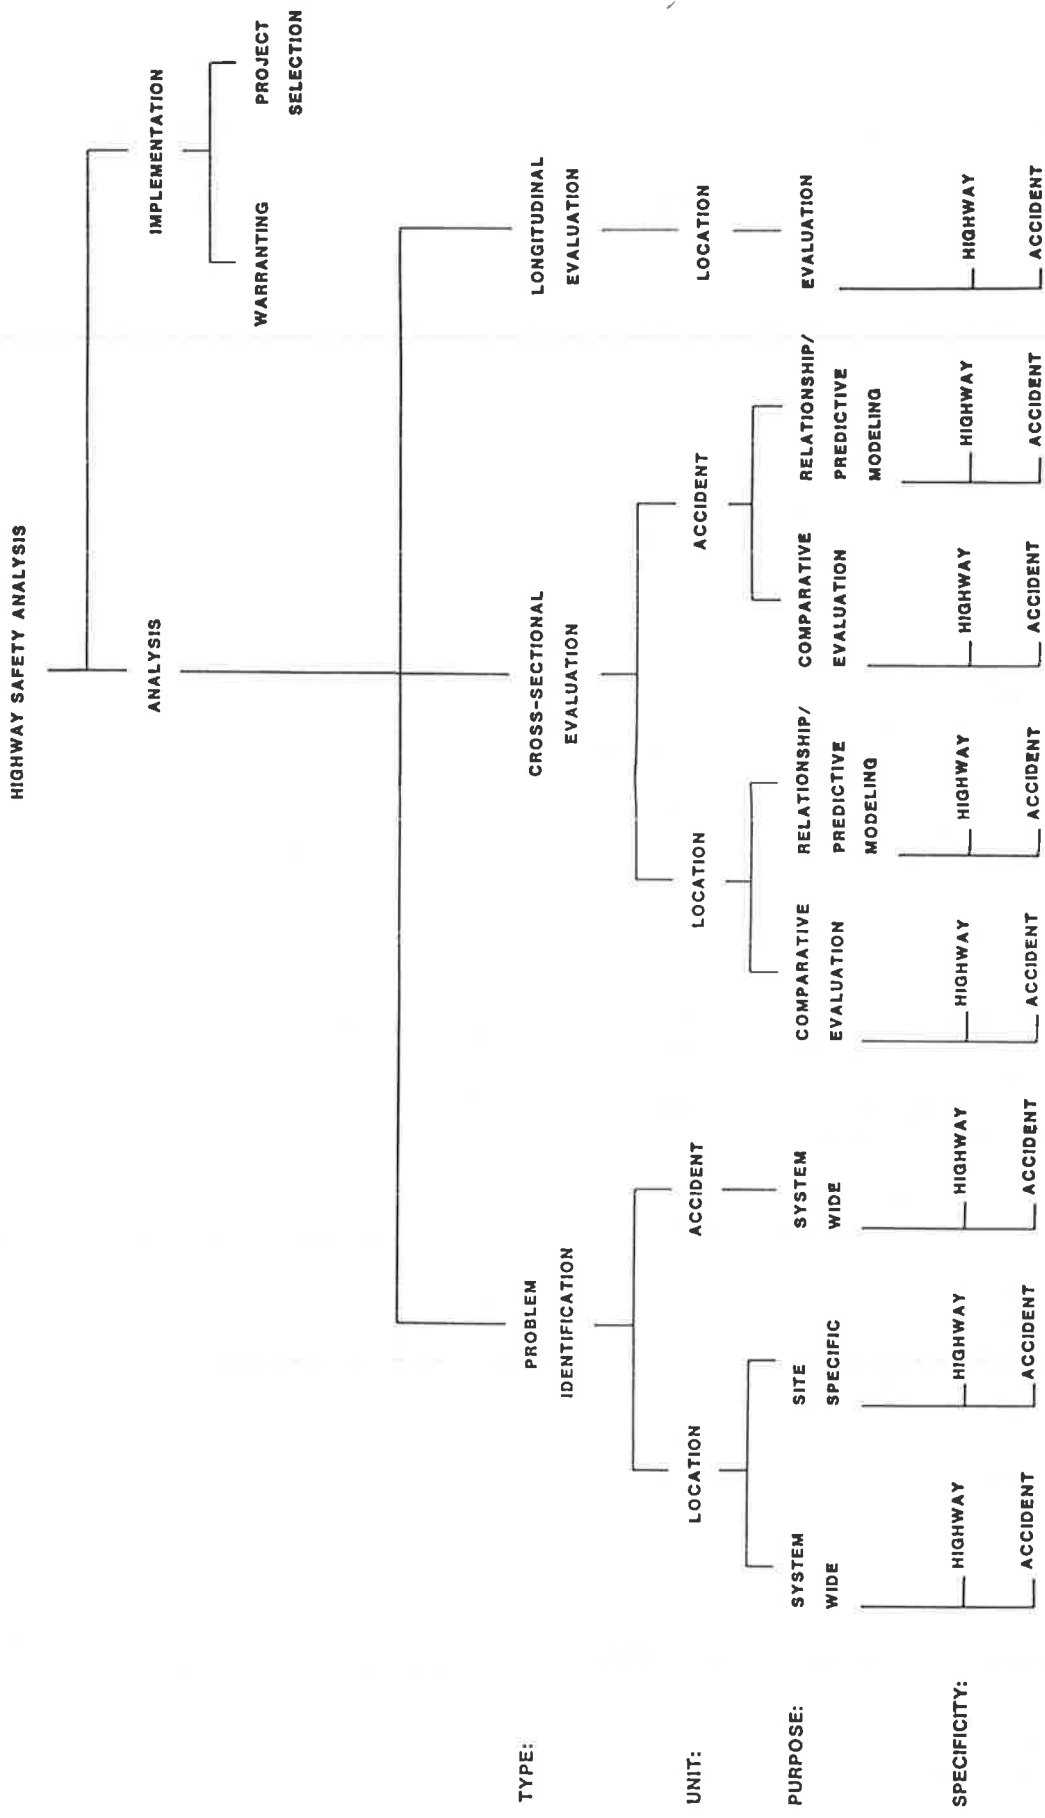 HIGHWAY SAFETY ANALYSIS
ANALYSIS
IMPLEMENTATION
WARRANTING
PROJECT
SELECTION
TYPE:
PROBLEM
IDENTIFICATION
CROSS-SECTIONAL
EVALUATION
LONGITUDINAL
EVALUATION
UNIT:
LOCATION
ACCIDENT
LOCATION
ACCIDENT
LOCATION
PURPOSE:
SYSTEM
WIDE
SITE
SPECIFIC
SYSTEM
WIDE
COMPARATIVE
EVALUATION
RELATIONSHIP/
PREDICTIVE
MODELING
COMPARATIVE
EVALUATION
RELATIONSHIP/
PREDICTIVE
MODELING
EVALUATION
SPECIFICITY:
HIGHWAY
HIGHWAY
HIGHWAY
HIGHWAY
HIGHWAY
HIGHWAY
HIGHWAY
HIGHWAY
ACCIDENT
ACCIDENT
ACCIDENT
ACCIDENT
ACCIDENT
ACCIDENT
ACCIDENT
ACCIDENT